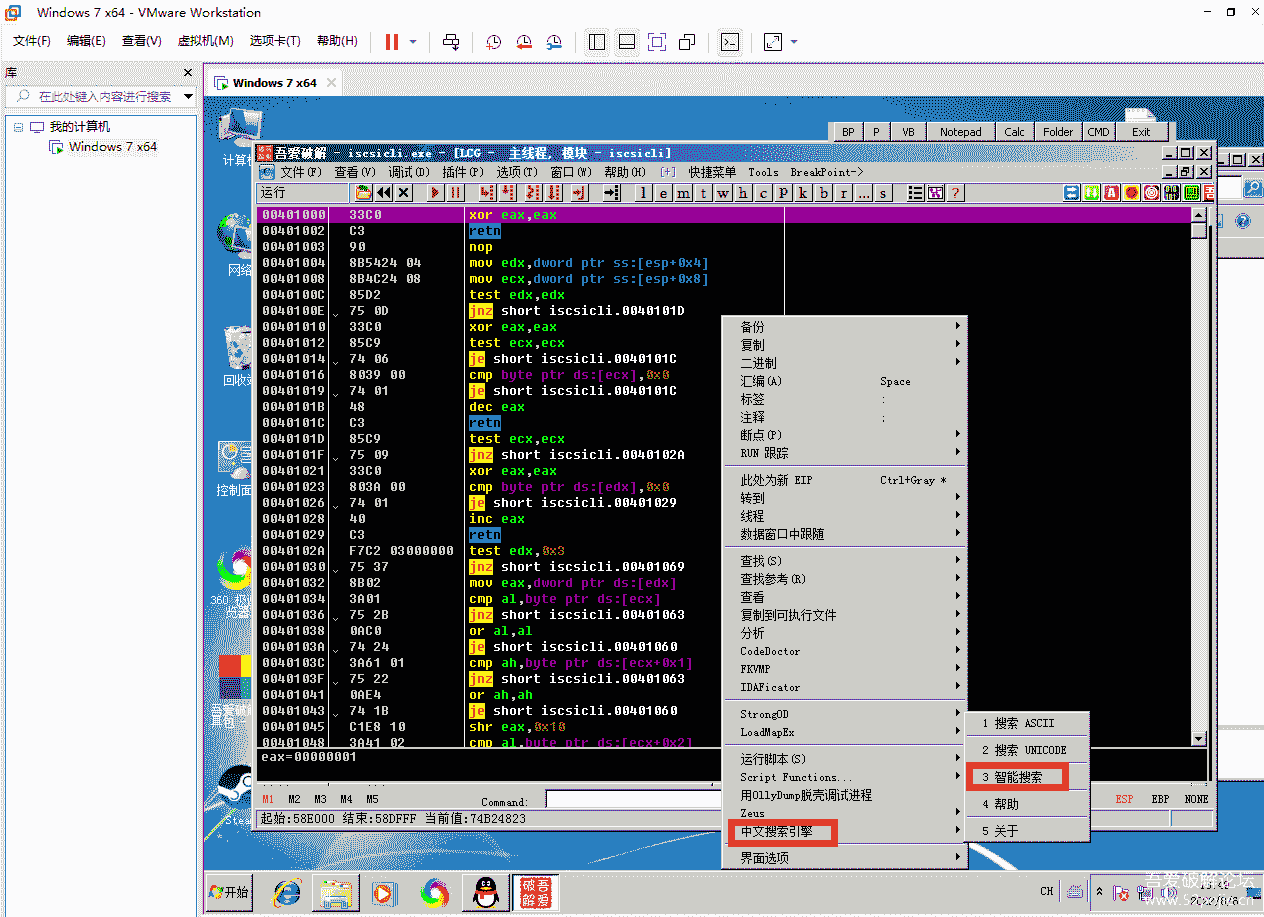 Windows 7 x64 - VMware Workstation
文件(F) 编辑(E) 查看(V) 虚拟机(M) 选项卡(T) 帮助(H)
库
在此处键入内容进行搜索
我的计算机
Windows 7 x64
Windows 7 x64
计算机
网络
回收站
控制面
360
Steam
BP P VB Notepad Calc Folder CMD Exit
吾爱破解 - iscsicli.exe - [LCG - 主线程, 模块 - iscsicli]
文件(F) 查看(V) 调试(D) 插件(P) 选项(T) 窗口(W) 帮助(H) [+] 快捷菜单 Tools BreakPoint->
运行 l e m t w h c p k b r ... s ?
00401000 33C0 xor eax,eax
00401002 C3 retn
00401003 90 nop
00401004 8B5424 04 mov edx,dword ptr ss:[esp+0x4]
00401008 8B4C24 08 mov ecx,dword ptr ss:[esp+0x8]
0040100C 85D2 test edx,edx
0040100E 75 0D jnz short iscsicli.0040101D
00401010 33C0 xor eax,eax
00401012 85C9 test ecx,ecx
00401014 74 06 je short iscsicli.0040101C
00401016 8039 00 cmp byte ptr ds:[ecx],0x0
00401019 74 01 je short iscsicli.0040101C
0040101B 48 dec eax
0040101C C3 retn
0040101D 85C9 test ecx,ecx
0040101F 75 09 jnz short iscsicli.0040102A
00401021 33C0 xor eax,eax
00401023 803A 00 cmp byte ptr ds:[edx],0x0
00401026 74 01 je short iscsicli.00401029
00401028 40 inc eax
00401029 C3 retn
0040102A F7C2 03000000 test edx,0x3
00401030 75 37 jnz short iscsicli.00401069
00401032 8B02 mov eax,dword ptr ds:[edx]
00401034 3A01 cmp al,byte ptr ds:[ecx]
00401036 75 2B jnz short iscsicli.00401063
00401038 0AC0 or al,al
0040103A 74 24 je short iscsicli.00401060
0040103C 3A61 01 cmp ah,byte ptr ds:[ecx+0x1]
0040103F 75 22 jnz short iscsicli.00401063
00401041 0AE4 or ah,ah
00401043 74 1B je short iscsicli.00401060
00401045 C1E8 10 shr eax,0x10
00401048 3A41 02 cmp al,byte ptr ds:[ecx+0x2]
eax=00000001
M1 M2 M3 M4 M5 Command: ESP EBP NONE
起始:58E000 结束:58DFFF 当前值:74B24823
备份
复制
二进制
汇编(A) Space
标签 :
注释 ;
断点(P)
RUN 跟踪
此处为新 EIP Ctrl+Gray *
转到
线程
数据窗口中跟随
查找(S)
查找参考(R)
查看
复制到可执行文件
分析
CodeDoctor
FKVMP
IDAFicator
StrongOD
LoadMapEx
运行脚本(S)
Script Functions...
用OllyDump脱壳调试进程
Zeus
中文搜索引擎
界面选项
1 搜索 ASCII
2 搜索 UNICODE
3 智能搜索
4 帮助
5 关于
开始
破吾
解爱
CH
吾爱破解论坛
www.52pojie.cn